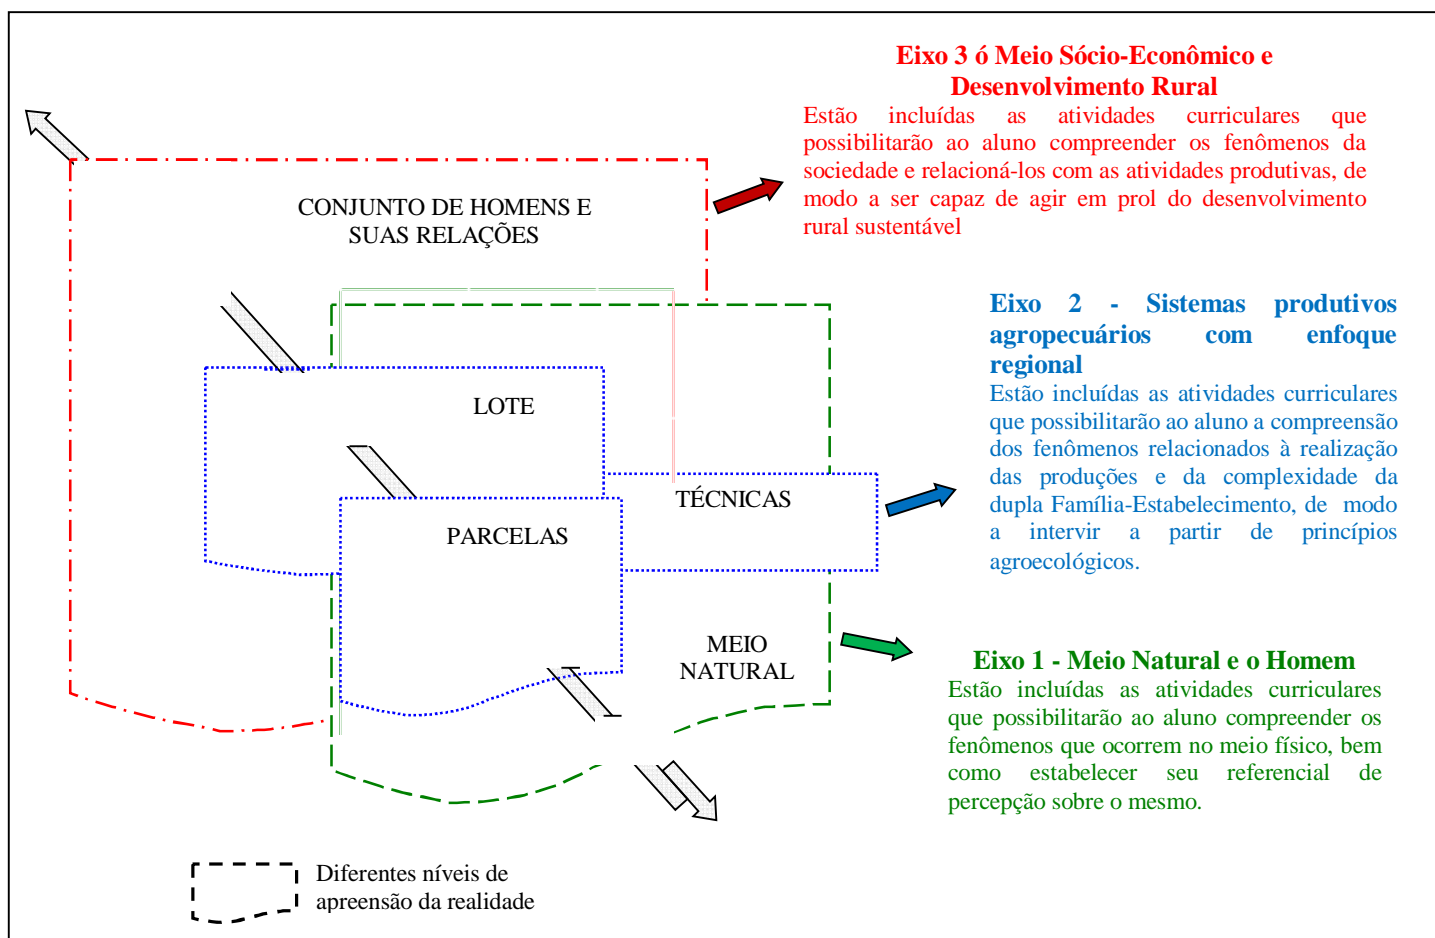 Eixo 3 ó Meio Sócio-Econômico e
Desenvolvimento Rural
Estão incluídas as atividades curriculares que
possibilitarão ao aluno compreender os fenômenos da
sociedade e relacioná-los com as atividades produtivas, de
modo a ser capaz de agir em prol do desenvolvimento
rural sustentável
CONJUNTO DE HOMENS E
SUAS RELAÇÕES
Eixo 2 - Sistemas produtivos
agropecuários com enfoque
regional
Estão incluídas as atividades curriculares
que possibilitarão ao aluno a compreensão
dos fenômenos relacionados à realização
das produções e da complexidade da
dupla Família-Estabelecimento, de modo
a intervir a partir de princípios
agroecológicos.
LOTE
TÉCNICAS
PARCELAS
MEIO
NATURAL
Eixo 1 - Meio Natural e o Homem
Estão incluídas as atividades curriculares
que possibilitarão ao aluno compreender os
fenômenos que ocorrem no meio físico, bem
como estabelecer seu referencial de
percepção sobre o mesmo.
Diferentes níveis de
apreensão da realidade